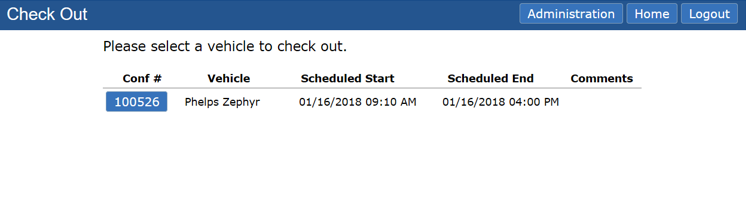 Check Out Administration Home Logout
Please select a vehicle to check out.
Conf # Vehicle Scheduled Start Scheduled End Comments
100526 Phelps Zephyr 01/16/2018 09:10 AM 01/16/2018 04:00 PM